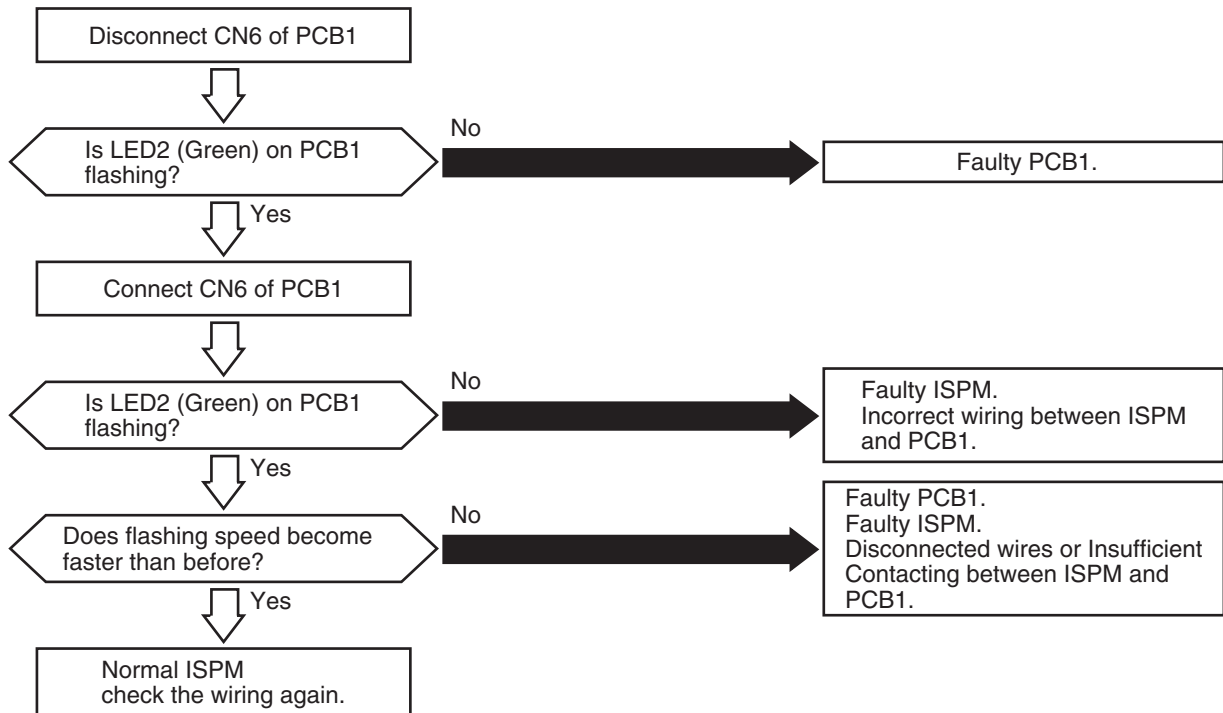 Disconnect CN6 of PCB1
Is LED2 (Green) on PCB1
flashing?
No
Faulty PCB1.
Yes
Connect CN6 of PCB1
Is LED2 (Green) on PCB1
flashing?
No
Faulty ISPM.
Incorrect wiring between ISPM
and PCB1.
Yes
Does flashing speed become
faster than before?
No
Faulty PCB1.
Faulty ISPM.
Disconnected wires or Insufficient
Contacting between ISPM and
PCB1.
Yes
Normal ISPM
check the wiring again.